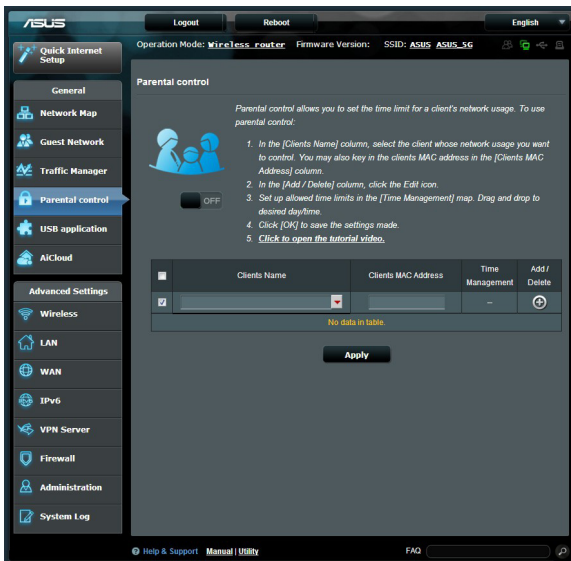 ASUS
Logout
Reboot
English
Quick Internet
Setup
Operation Mode: Wireless router Firmware Version: SSID: ASUS ASUS_5G
General
Network Map
Guest Network
Traffic Manager
Parental control
USB application
AiCloud
Advanced Settings
Wireless
LAN
WAN
IPv6
VPN Server
Firewall
Administration
System Log
Parental control
Parental control allows you to set the time limit for a client's network usage. To use
parental control:
1. In the [Clients Name] column, select the client whose network usage you want
to control. You may also key in the clients MAC address in the [Clients MAC
Address] column.
2. In the [Add / Delete] column, click the Edit icon.
3. Set up allowed time limits in the [Time Management] map. Drag and drop to
desired day/time.
4. Click [OK] to save the settings made.
5. Click to open the tutorial video.
OFF
Clients Name
Clients MAC Address
Time
Management
Add /
Delete
--
No data in table.
Apply
Help & Support Manual | Utility
FAQ